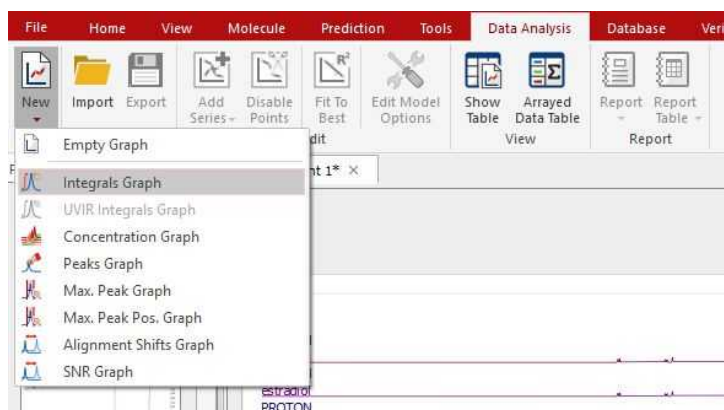 File Home View Molecule Prediction Tools Data Analysis Database Veri
New Import Export Add Series Disable Points Fit To Best Edit Model Options Show Table Arrayed Data Table Report Report Table
dit View Report
Empty Graph
nt 1* ×
Integrals Graph
UVIR Integrals Graph
Concentration Graph
Peaks Graph
Max. Peak Graph
Max. Peak Pos. Graph
Alignment Shifts Graph
SNR Graph
estradiol
PROTON